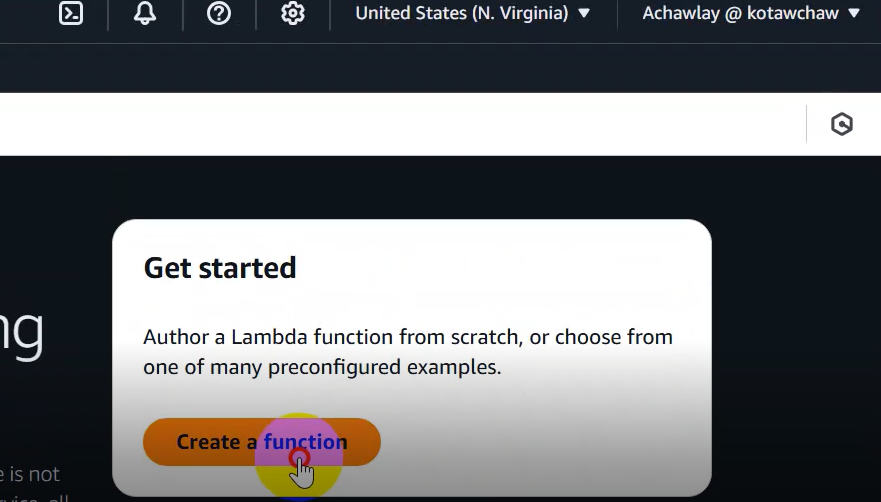 United States (N. Virginia) Achawlay @ kotawchaw
Get started
ng
Author a Lambda function from scratch, or choose from
one of many preconfigured examples.
Create a function
e is not